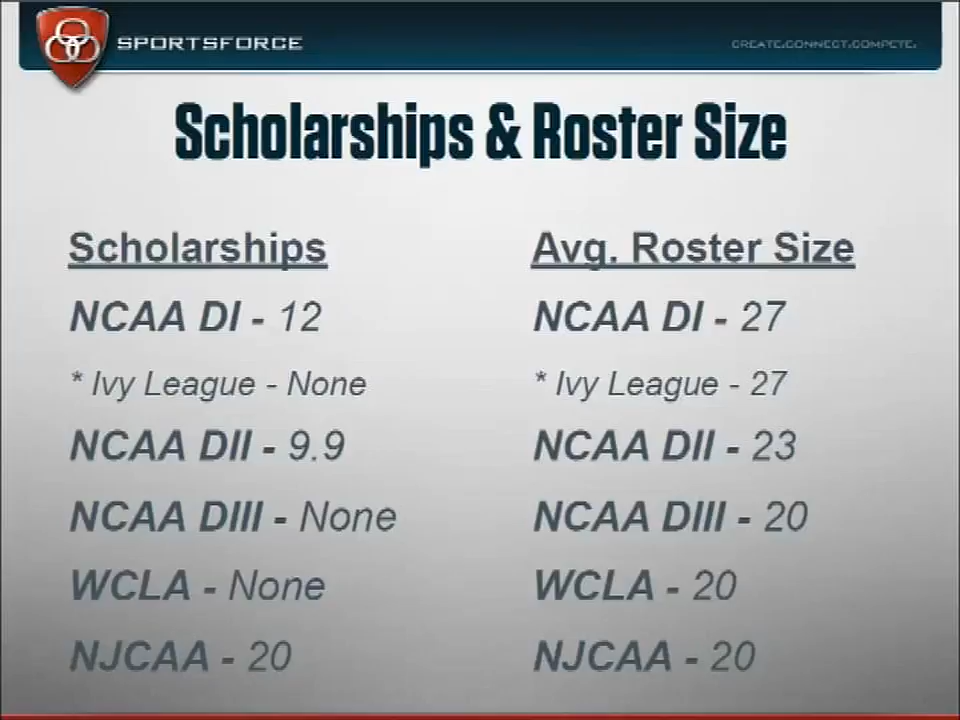 SPORTSFORCE
CREATE.CONNECT.COMPETE.
Scholarships & Roster Size
Scholarships
NCAA DI - 12
* Ivy League - None
NCAA DII - 9.9
NCAA DIII - None
WCLA - None
NJCAA - 20
Avg. Roster Size
NCAA DI - 27
* Ivy League - 27
NCAA DII - 23
NCAA DIII - 20
WCLA - 20
NJCAA - 20